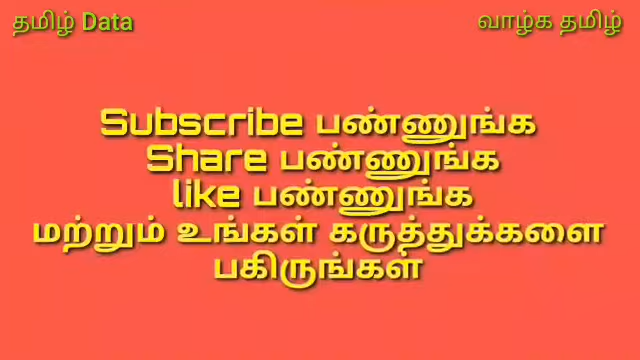 தமிழ் Data
வாழ்க தமிழ்
Subscribe பண்ணுங்க
Share பண்ணுங்க
like பண்ணுங்க
மற்றும் உங்கள் கருத்துக்களை
பகிருங்கள்